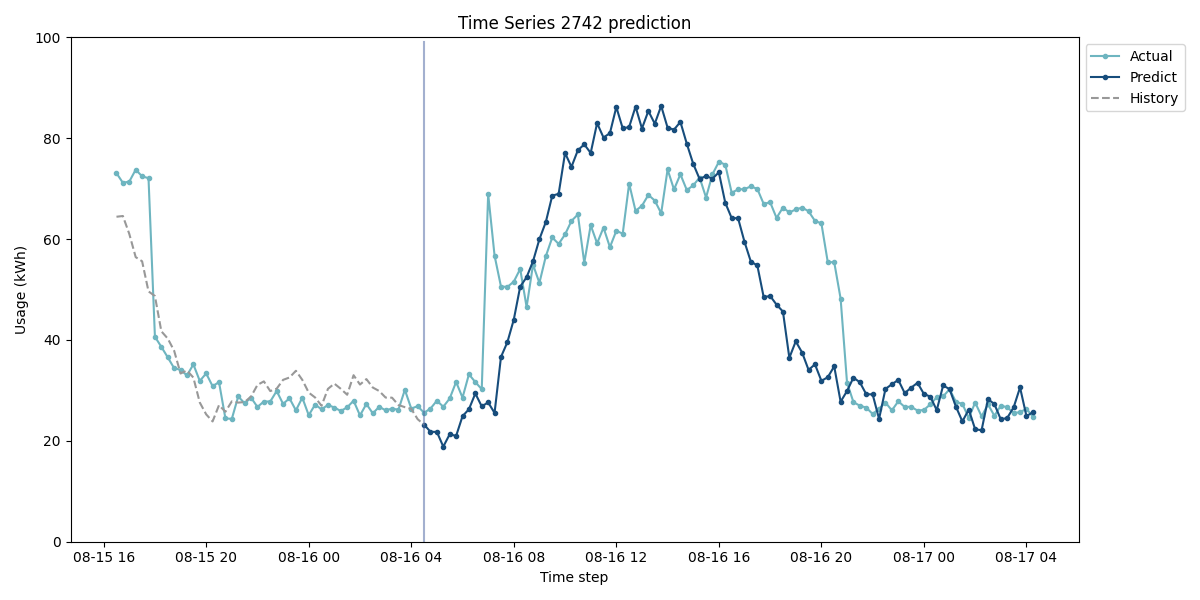 Time Series 2742 prediction
Usage (kWh)
100
80
60
40
20
0
08-15 16
08-15 20
08-16 00
08-16 04
08-16 08
08-16 12
08-16 16
08-16 20
08-17 00
08-17 04
Time step
Actual
Predict
History